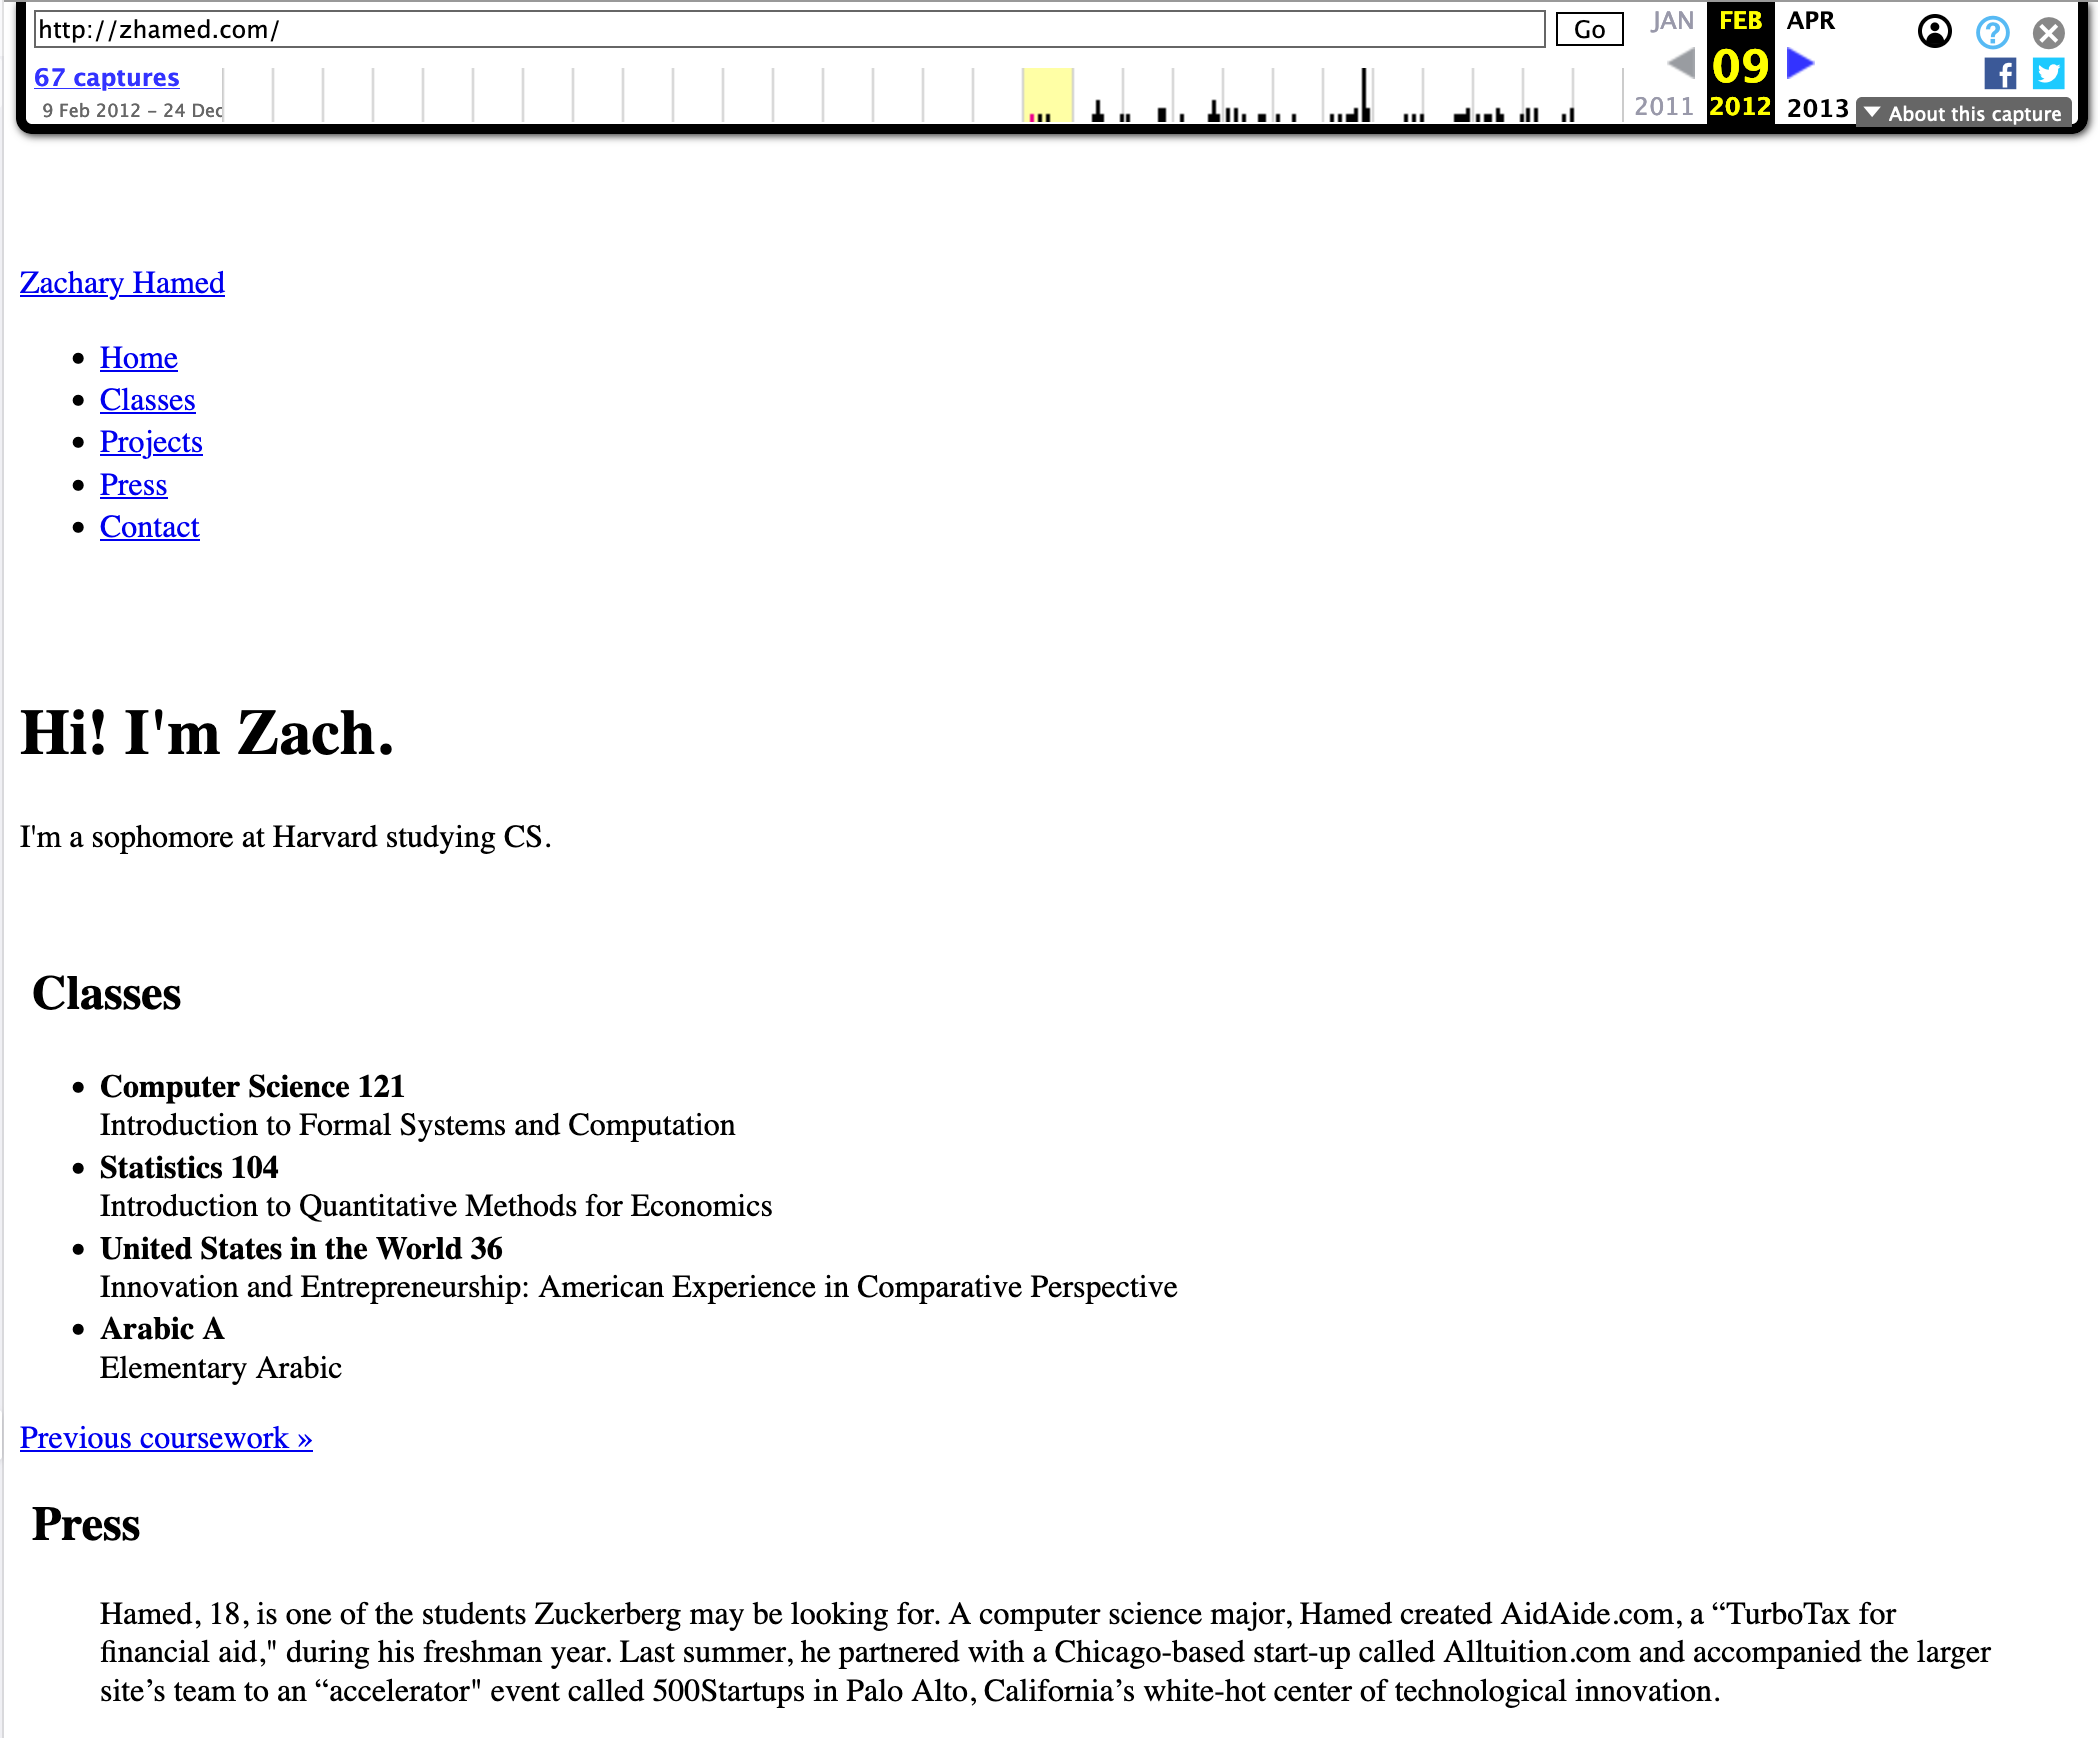 http://zhamed.com/
Go
JAN FEB APR
09
67 captures
9 Feb 2012 – 24 Dec
2011 2012 2013
About this capture
Zachary Hamed
Home
Classes
Projects
Press
Contact
Hi! I'm Zach.
I'm a sophomore at Harvard studying CS.
Classes
Computer Science 121
Introduction to Formal Systems and Computation
Statistics 104
Introduction to Quantitative Methods for Economics
United States in the World 36
Innovation and Entrepreneurship: American Experience in Comparative Perspective
Arabic A
Elementary Arabic
Previous coursework »
Press
Hamed, 18, is one of the students Zuckerberg may be looking for. A computer science major, Hamed created AidAide.com, a “TurboTax for
financial aid," during his freshman year. Last summer, he partnered with a Chicago-based start-up called Alltuition.com and accompanied the larger
site’s team to an “accelerator" event called 500Startups in Palo Alto, California’s white-hot center of technological innovation.